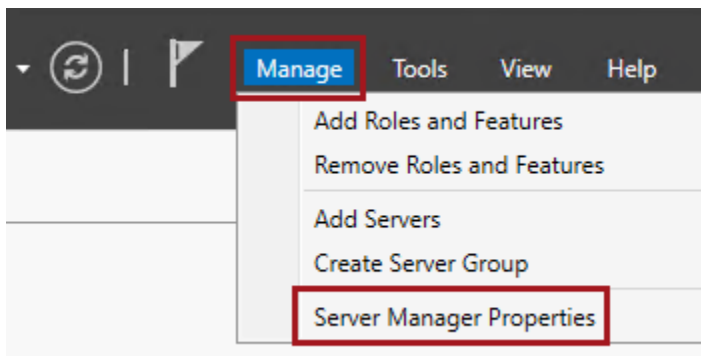 Manage Tools View Help
Add Roles and Features
Remove Roles and Features
Add Servers
Create Server Group
Server Manager Properties